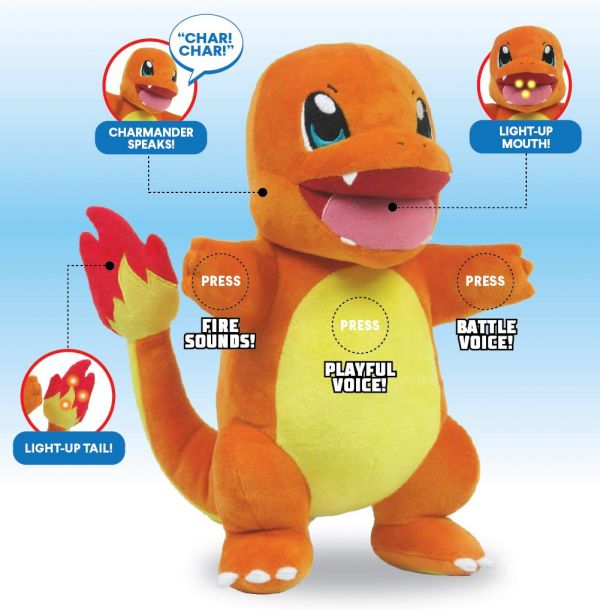 “CHAR!
CHAR!”
CHARMANDER
SPEAKS!
LIGHT-UP
MOUTH!
PRESS
FIRE
SOUNDS!
PRESS
PLAYFUL
VOICE!
PRESS
BATTLE
VOICE!
LIGHT-UP TAIL!